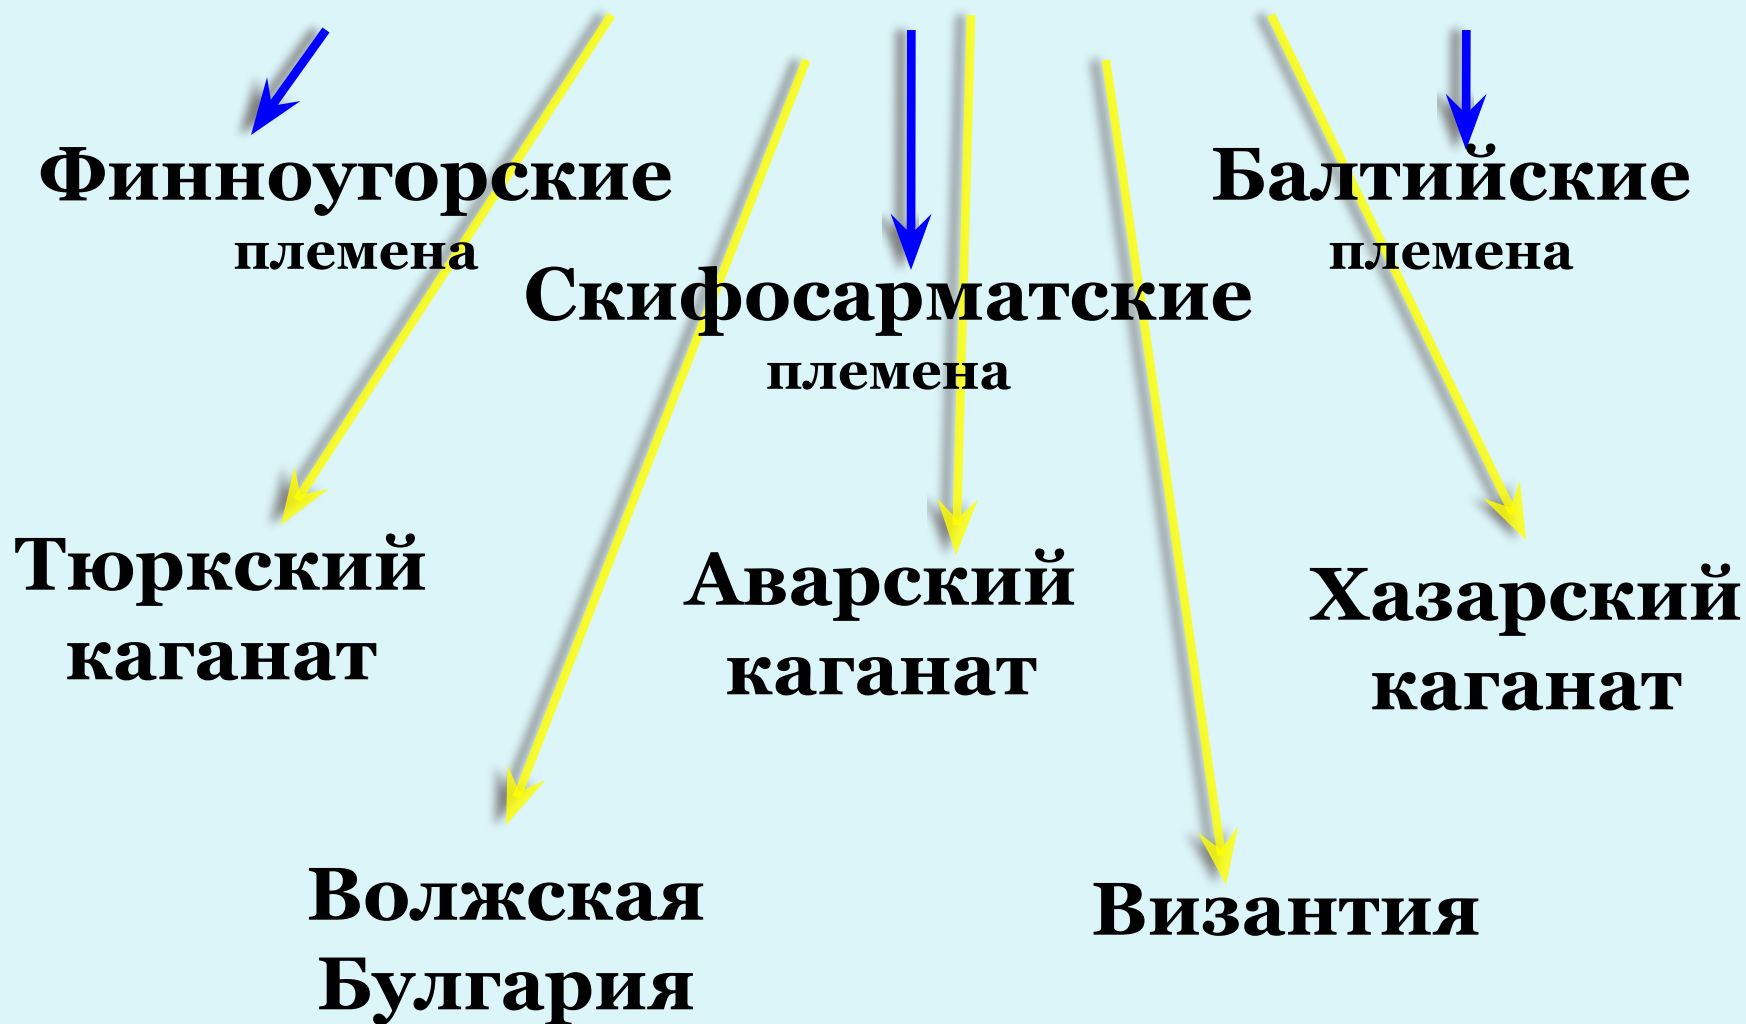 Финноугорские
племена
Балтийские
племена
Скифосарматские
племена
Тюркский
каганат
Аварский
каганат
Хазарский
каганат
Волжская
Булгария
Византия